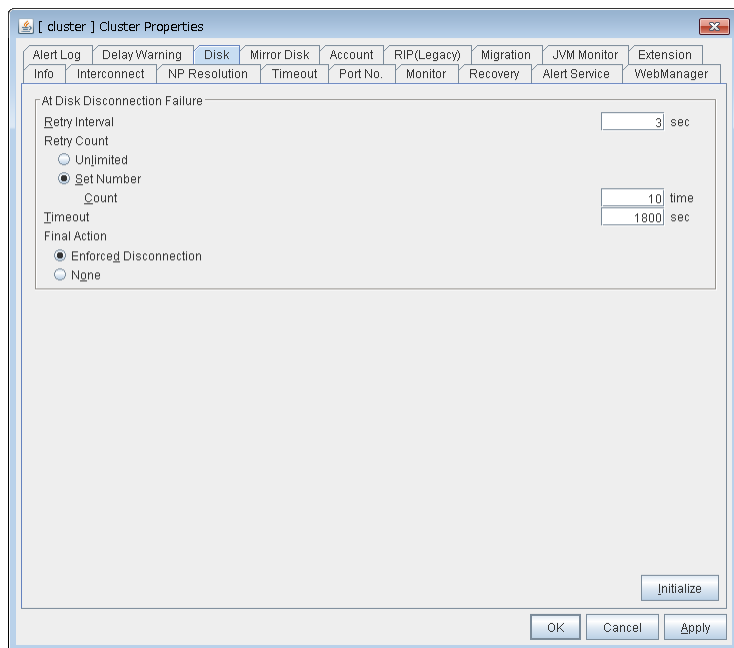 [ cluster ] Cluster Properties
Alert Log Delay Warning Disk Mirror Disk Account RIP(Legacy) Migration JVM Monitor Extension
Info Interconnect NP Resolution Timeout Port No. Monitor Recovery Alert Service WebManager
At Disk Disconnection Failure
Retry Interval 3 sec
Retry Count
Unlimited
Set Number
Count 10 time
Timeout 1800 sec
Final Action
Enforced Disconnection
None
Initialize
OK Cancel Apply